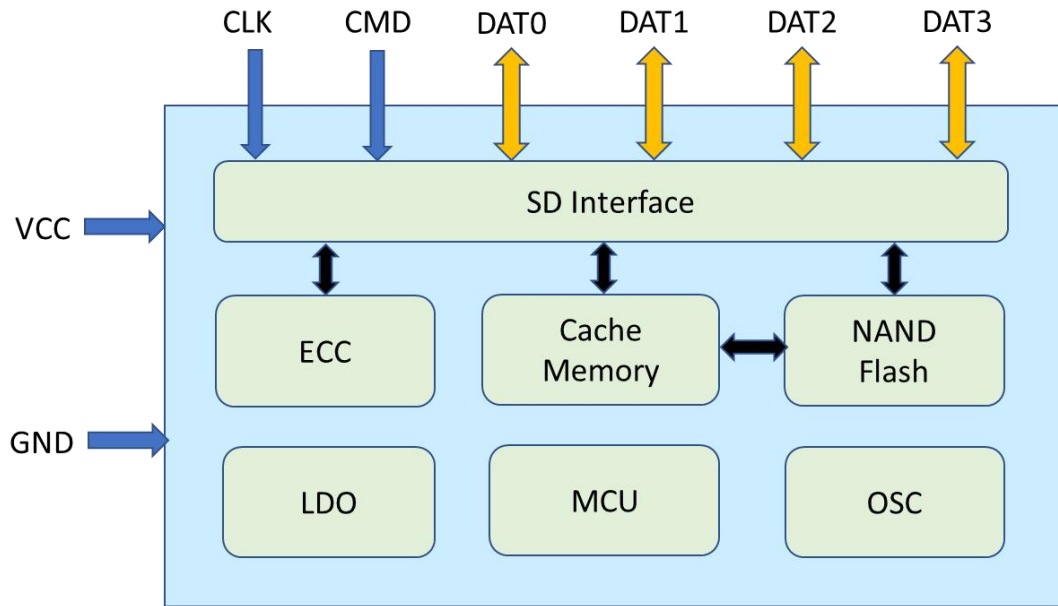 CLK
CMD
DAT0
DAT1
DAT2
DAT3
SD Interface
VCC
ECC
Cache
Memory
NAND
Flash
GND
LDO
MCU
OSC